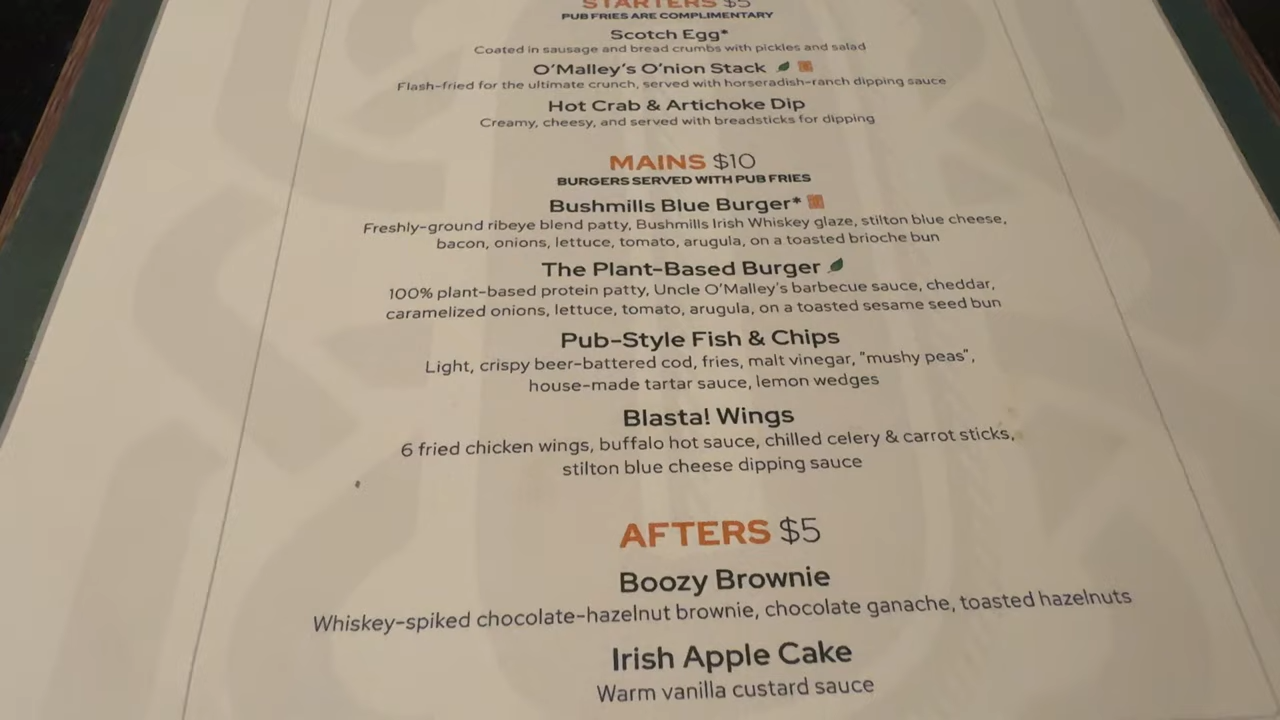 STARTERS $5
PUB FRIES ARE COMPLIMENTARY
Scotch Egg*
Coated in sausage and bread crumbs with pickles and salad
O'Malley's O'nion Stack
Flash-fried for the ultimate crunch, served with horseradish-ranch dipping sauce
Hot Crab & Artichoke Dip
Creamy, cheesy, and served with breadsticks for dipping
MAINS $10
BURGERS SERVED WITH PUB FRIES
Bushmills Blue Burger*
Freshly-ground ribeye blend patty, Bushmills Irish Whiskey glaze, stilton blue cheese,
bacon, onions, lettuce, tomato, arugula, on a toasted brioche bun
The Plant-Based Burger
100% plant-based protein patty, Uncle O'Malley's barbecue sauce, cheddar,
caramelized onions, lettuce, tomato, arugula, on a toasted sesame seed bun
Pub-Style Fish & Chips
Light, crispy beer-battered cod, fries, malt vinegar, "mushy peas",
house-made tartar sauce, lemon wedges
Blasta! Wings
6 fried chicken wings, buffalo hot sauce, chilled celery & carrot sticks,
stilton blue cheese dipping sauce
AFTERS $5
Boozy Brownie
Whiskey-spiked chocolate-hazelnut brownie, chocolate ganache, toasted hazelnuts
Irish Apple Cake
Warm vanilla custard sauce